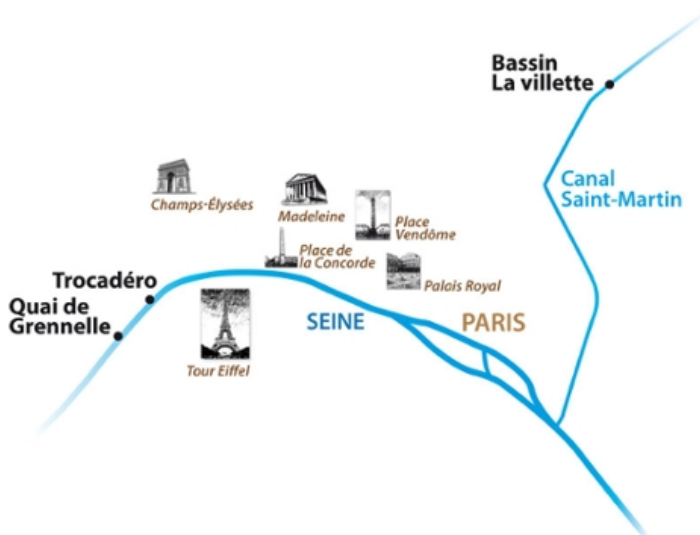 Bassin
La villette
Canal
Saint-Martin
Champs-Élysées
Madeleine
Place
Vendôme
Place de
la Concorde
Palais Royal
Trocadéro
Quai de
Grennelle
SEINE
PARIS
Tour Eiffel